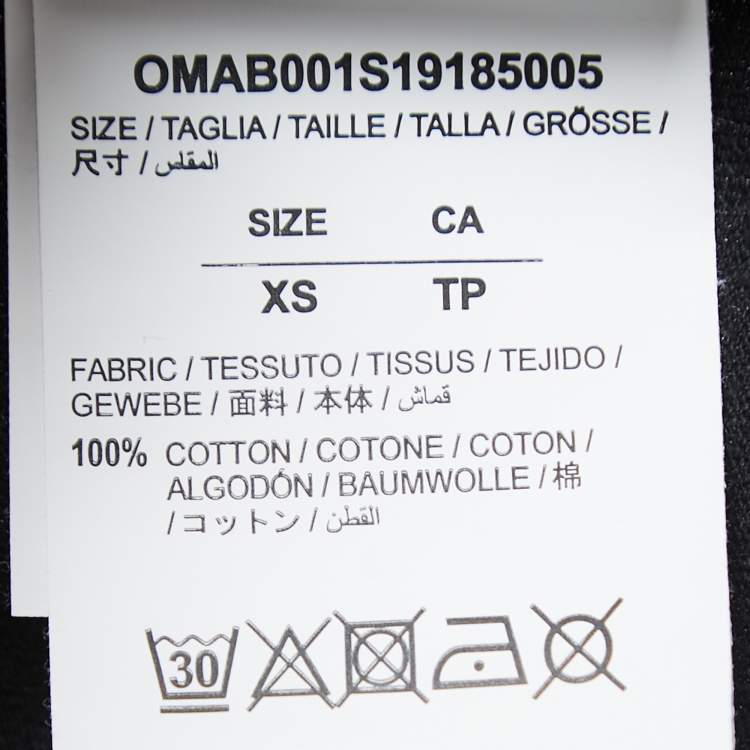 OMAB001S19185005
SIZE / TAGLIA / TAILLE / TALLA / GRÖSSE /
尺寸 / المقلس
SIZE CA
XS TP
FABRIC / TESSUTO / TISSUS / TEJIDO /
GEWEBE / 面料 / 本体 / قماش
100% COTTON / COTONE / COTON /
ALGODÓN / BAUMWOLLE / 棉
/ コットン / القطن
30